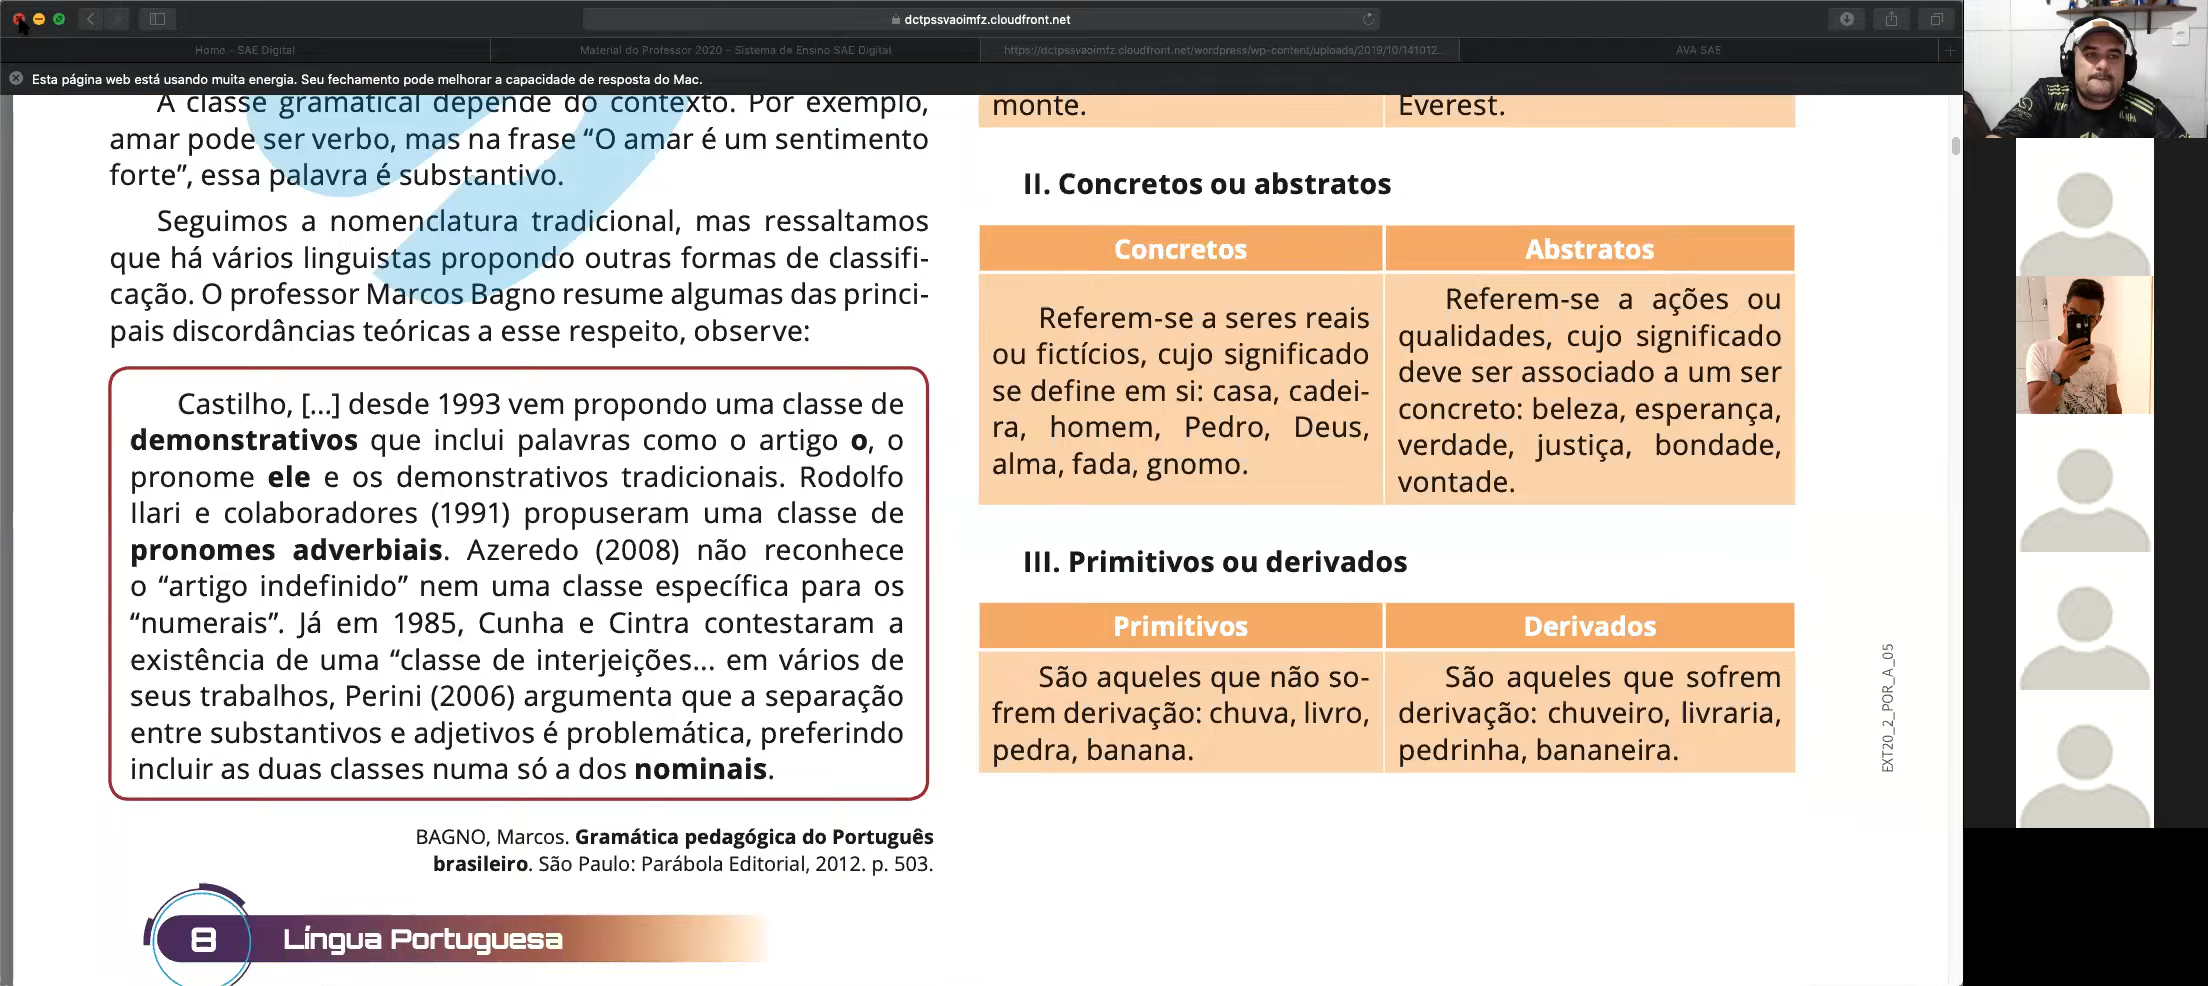 dctpssvaoimfz.cloudfront.net
Home - SAE Digital
Material do Professor 2020 - Sistema de Ensino SAE Digital
https://dctpssvaoimfz.cloudfront.net/wordpress/wp-content/uploads/2019/10/141012...
AVA SAE
Esta página web está usando muita energia. Seu fechamento pode melhorar a capacidade de resposta do Mac.
A classe gramatical depende do contexto. Por exemplo,
amar pode ser verbo, mas na frase “O amar é um sentimento
forte”, essa palavra é substantivo.
Seguimos a nomenclatura tradicional, mas ressaltamos
que há vários linguistas propondo outras formas de classifi-
cação. O professor Marcos Bagno resume algumas das princi-
pais discordâncias teóricas a esse respeito, observe:
Castilho, [...] desde 1993 vem propondo uma classe de
demonstrativos que inclui palavras como o artigo o, o
pronome ele e os demonstrativos tradicionais. Rodolfo
Ilari e colaboradores (1991) propuseram uma classe de
pronomes adverbiais. Azeredo (2008) não reconhece
o “artigo indefinido” nem uma classe específica para os
“numerais”. Já em 1985, Cunha e Cintra contestaram a
existência de uma “classe de interjeições... em vários de
seus trabalhos, Perini (2006) argumenta que a separação
entre substantivos e adjetivos é problemática, preferindo
incluir as duas classes numa só a dos nominais.
BAGNO, Marcos. Gramática pedagógica do Português
brasileiro. São Paulo: Parábola Editorial, 2012. p. 503.
8 Língua Portuguesa
monte.
Everest.
II. Concretos ou abstratos
Concretos
Abstratos
Referem-se a seres reais
ou fictícios, cujo significado
se define em si: casa, cadei-
ra, homem, Pedro, Deus,
alma, fada, gnomo.
Referem-se a ações ou
qualidades, cujo significado
deve ser associado a um ser
concreto: beleza, esperança,
verdade, justiça, bondade,
vontade.
III. Primitivos ou derivados
Primitivos
Derivados
São aqueles que não so-
frem derivação: chuva, livro,
pedra, banana.
São aqueles que sofrem
derivação: chuveiro, livraria,
pedrinha, bananeira.
EXT20_2_POR_A_05